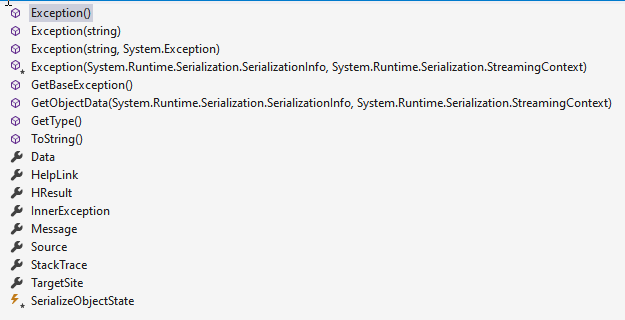 Exception()
Exception(string)
Exception(string, System.Exception)
Exception(System.Runtime.Serialization.SerializationInfo, System.Runtime.Serialization.StreamingContext)
GetBaseException()
GetObjectData(System.Runtime.Serialization.SerializationInfo, System.Runtime.Serialization.StreamingContext)
GetType()
ToString()
Data
HelpLink
HResult
InnerException
Message
Source
StackTrace
TargetSite
SerializeObjectState